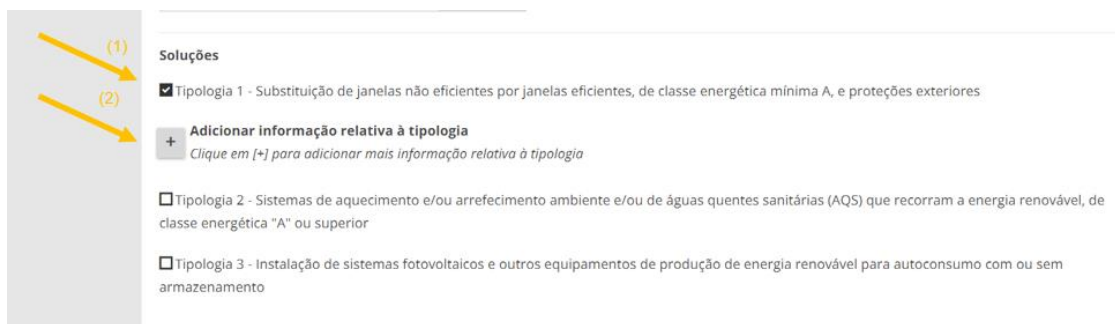 (1)
Soluções
Tipologia 1 - Substituição de janelas não eficientes por janelas eficientes, de classe energética mínima A, e proteções exteriores
(2)
Adicionar informação relativa à tipologia
+
Clique em [+] para adicionar mais informação relativa à tipologia
Tipologia 2 - Sistemas de aquecimento e/ou arrefecimento ambiente e/ou de águas quentes sanitárias (AQS) que recorram a energia renovável, de
classe energética "A" ou superior
Tipologia 3 - Instalação de sistemas fotovoltaicos e outros equipamentos de produção de energia renovável para autoconsumo com ou sem
armazenamento